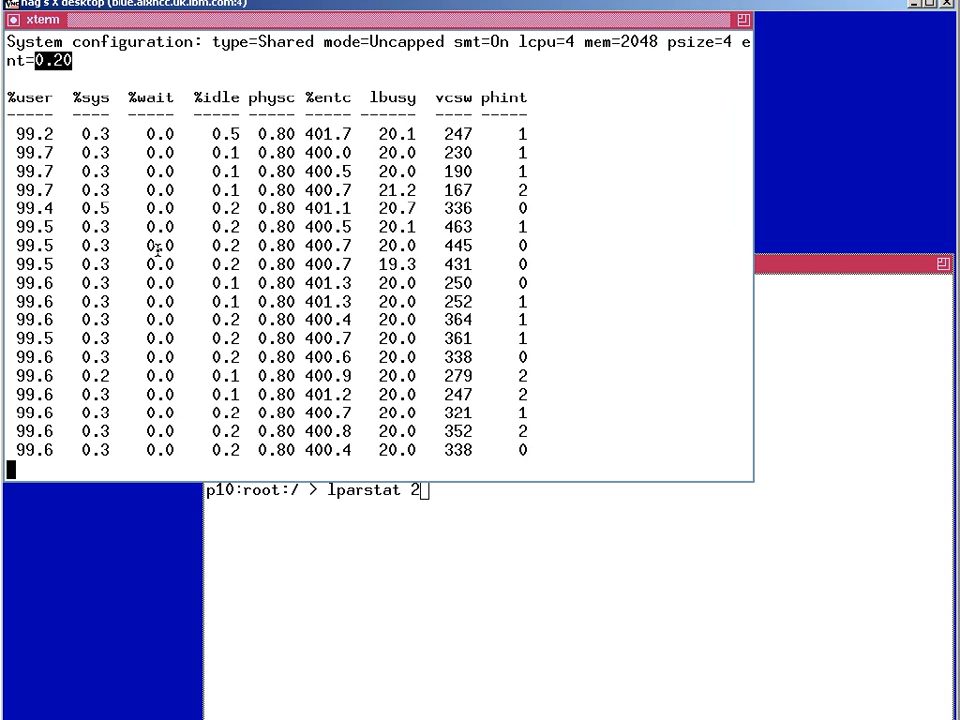 nag's X desktop (blue.aixncc.uk.ibm.com:4)
xterm
System configuration: type=Shared mode=Uncapped smt=On lcpu=4 mem=2048 psize=4 e
nt=0.20
%user %sys %wait %idle physc %entc lbusy vcsw phint
----- ---- ----- ----- ----- ----- ------ ---- -----
99.2 0.3 0.0 0.5 0.80 401.7 20.1 247 1
99.7 0.3 0.0 0.1 0.80 400.0 20.0 230 1
99.7 0.3 0.0 0.1 0.80 400.5 20.0 190 1
99.7 0.3 0.0 0.1 0.80 400.7 21.2 167 2
99.4 0.5 0.0 0.2 0.80 401.1 20.7 336 0
99.5 0.3 0.0 0.2 0.80 400.5 20.1 463 1
99.5 0.3 0.0 0.2 0.80 400.7 20.0 445 0
99.5 0.3 0.0 0.2 0.80 400.7 19.3 431 0
99.6 0.3 0.0 0.1 0.80 401.3 20.0 250 0
99.6 0.3 0.0 0.1 0.80 401.3 20.0 252 1
99.6 0.3 0.0 0.2 0.80 400.4 20.0 364 1
99.5 0.3 0.0 0.2 0.80 400.7 20.0 361 1
99.6 0.3 0.0 0.2 0.80 400.6 20.0 338 0
99.6 0.2 0.0 0.1 0.80 400.9 20.0 279 2
99.6 0.3 0.0 0.1 0.80 401.2 20.0 247 2
99.6 0.3 0.0 0.2 0.80 400.7 20.0 321 1
99.6 0.3 0.0 0.2 0.80 400.8 20.0 352 2
99.6 0.3 0.0 0.2 0.80 400.4 20.0 338 0
p10:root:/ > lparstat 2